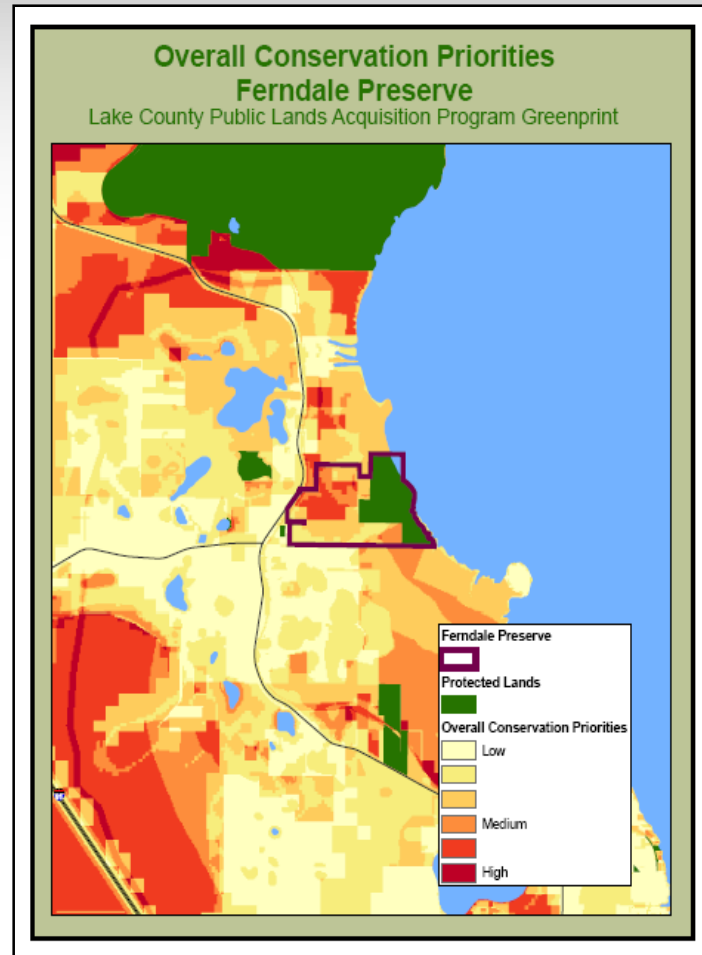 Overall Conservation Priorities
Ferndale Preserve
Lake County Public Lands Acquisition Program Greenprint
Ferndale Preserve
Protected Lands
Overall Conservation Priorities
Low
Medium
High